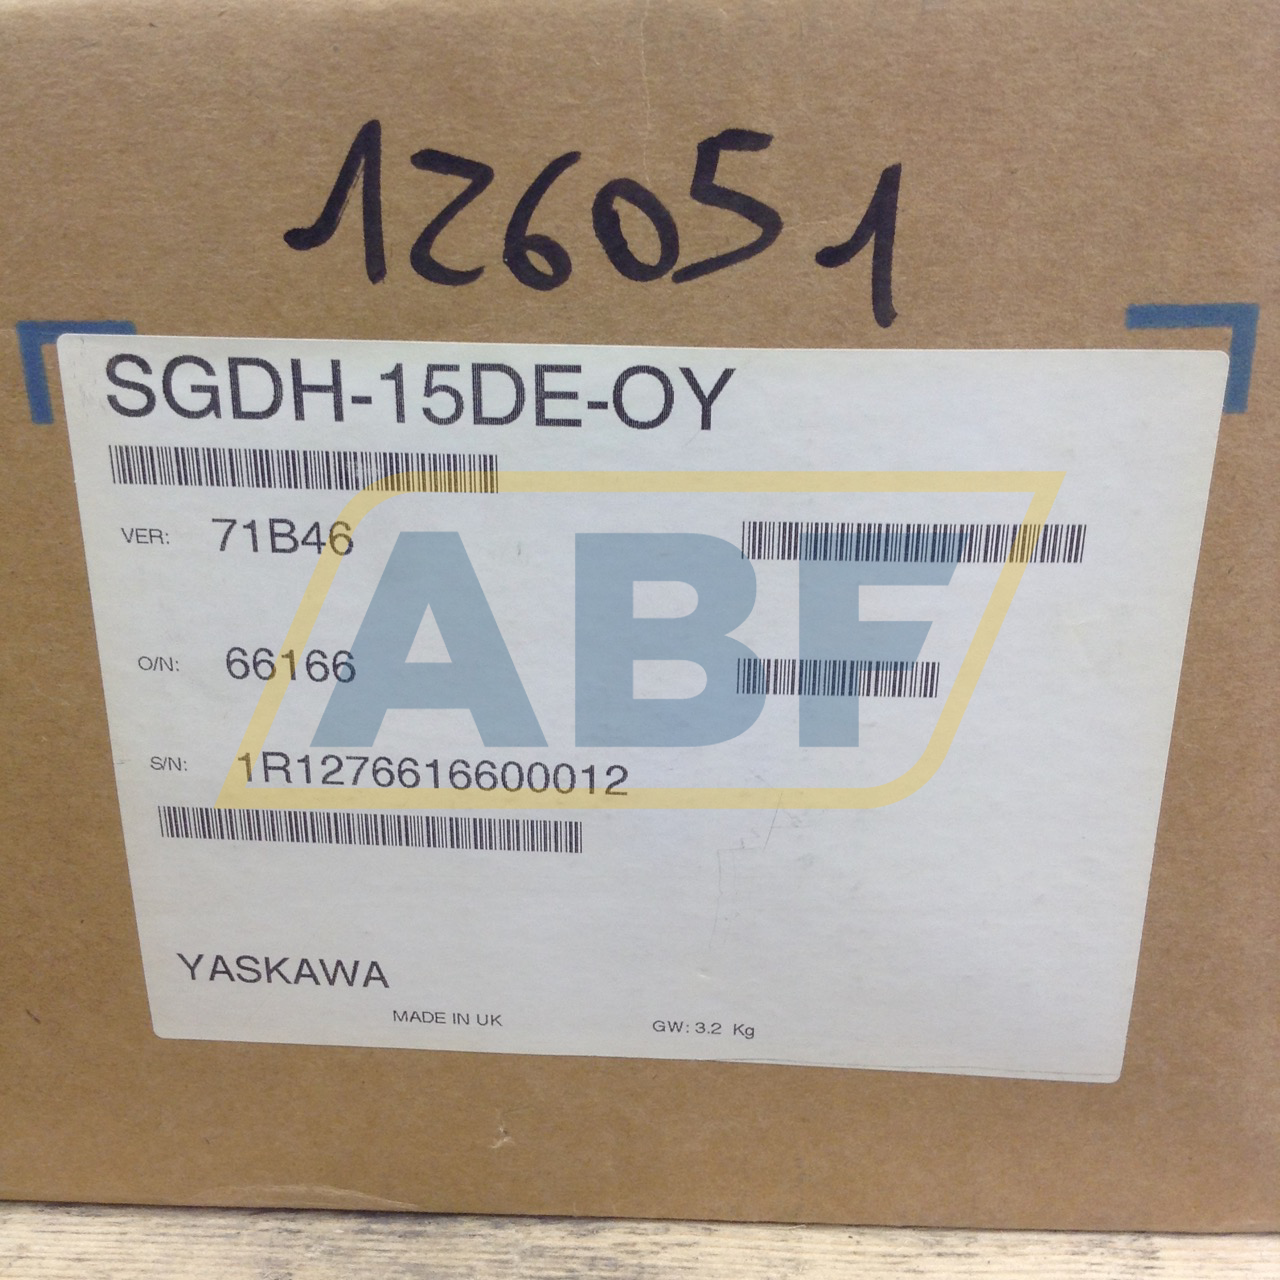 126051
SGDH-15DE-OY
VER: 71B46
O/N: 66166
S/N: 1R1276616600012
ABF
YASKAWA
MADE IN UK GW: 3.2 Kg